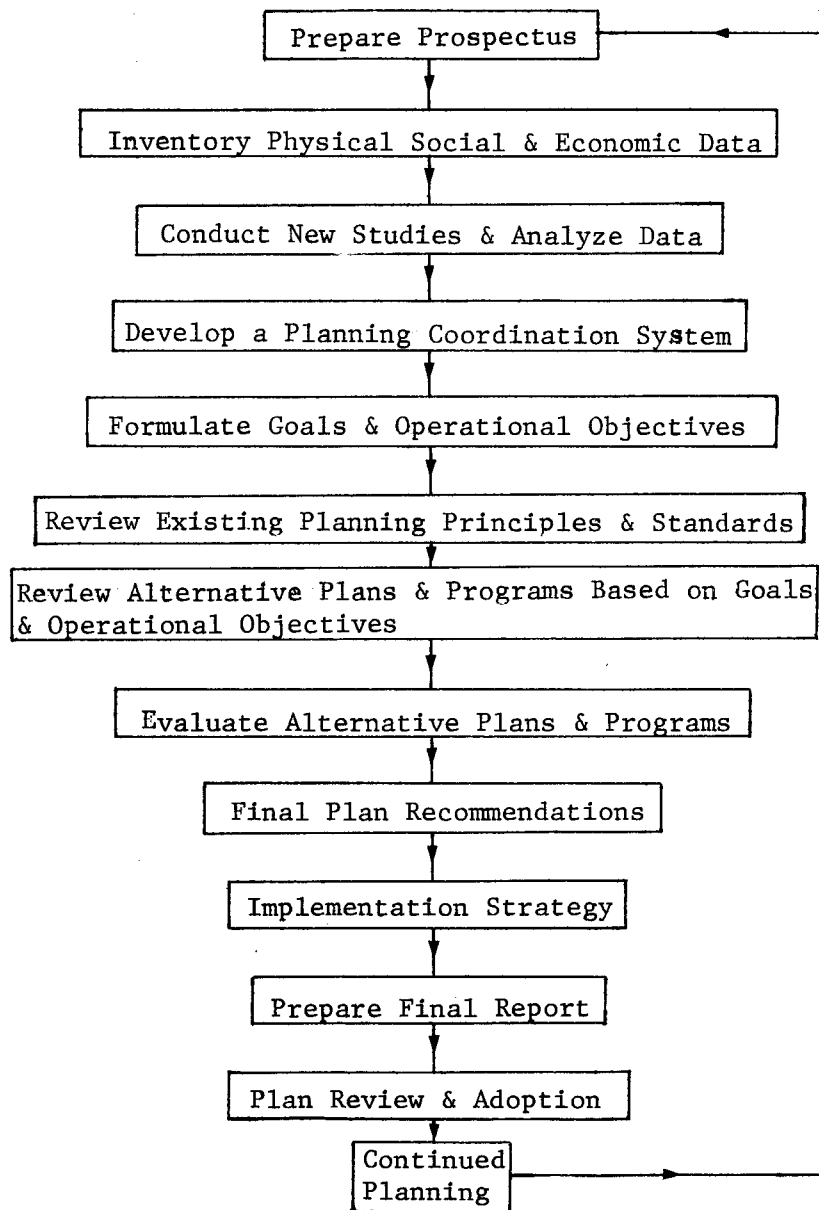 Prepare Prospectus
Inventory Physical Social & Economic Data
Conduct New Studies & Analyze Data
Develop a Planning Coordination System
Formulate Goals & Operational Objectives
Review Existing Planning Principles & Standards
Review Alternative Plans & Programs Based on Goals
& Operational Objectives
Evaluate Alternative Plans & Programs
Final Plan Recommendations
Implementation Strategy
Prepare Final Report
Plan Review & Adoption
Continued
Planning